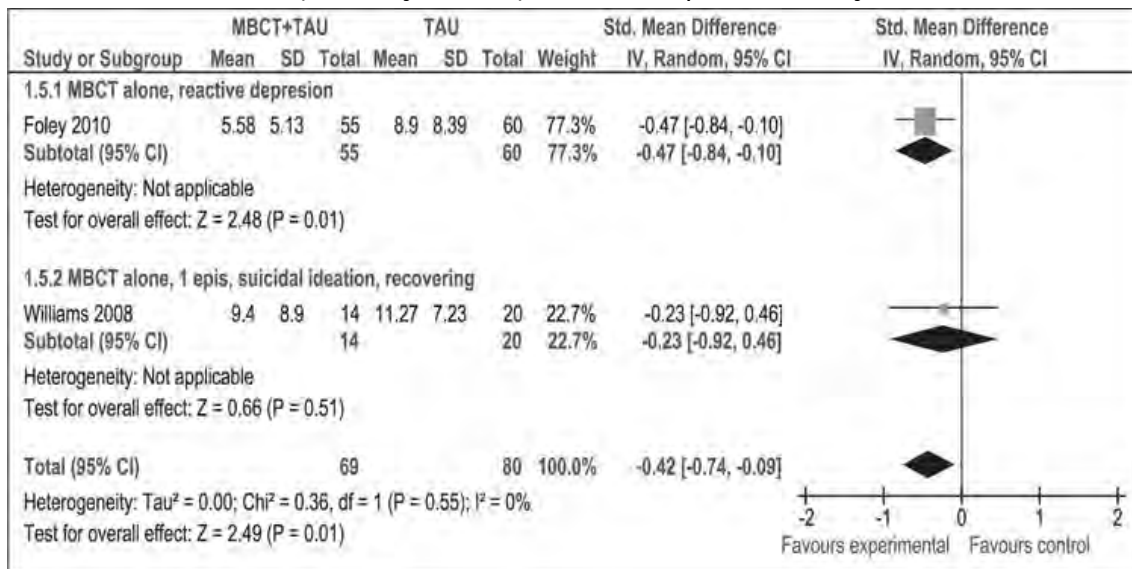 MBCT+TAU TAU Std. Mean Difference Std. Mean Difference
Study or Subgroup Mean SD Total Mean SD Total Weight IV, Random, 95% CI IV, Random, 95% CI
1.5.1 MBCT alone, reactive depresion
Foley 2010 5.58 5.13 55 8.9 8.39 60 77.3% -0.47 [-0.84, -0.10]
Subtotal (95% CI) 55 60 77.3% -0.47 [-0.84, -0.10]
Heterogeneity: Not applicable
Test for overall effect: Z = 2.48 (P = 0.01)
1.5.2 MBCT alone, 1 epis, suicidal ideation, recovering
Williams 2008 9.4 8.9 14 11.27 7.23 20 22.7% -0.23 [-0.92, 0.46]
Subtotal (95% CI) 14 20 22.7% -0.23 [-0.92, 0.46]
Heterogeneity: Not applicable
Test for overall effect: Z = 0.66 (P = 0.51)
Total (95% CI) 69 80 100.0% -0.42 [-0.74, -0.09]
Heterogeneity: Tau² = 0.00; Chi² = 0.36, df = 1 (P = 0.55); I² = 0%
Test for overall effect: Z = 2.49 (P = 0.01)
-2 -1 0 1 2
Favours experimental Favours control